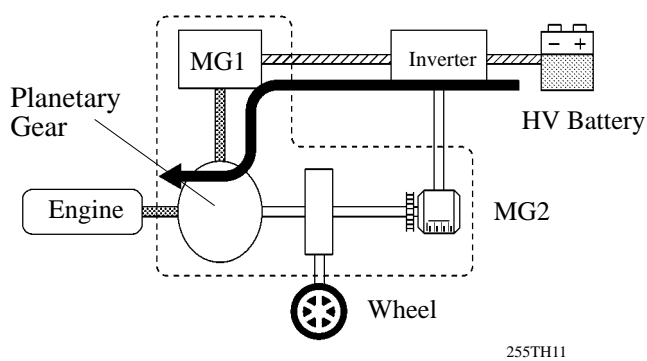 MG1
Inverter
− +
Planetary
Gear
HV Battery
Engine
MG2
Wheel
255TH11